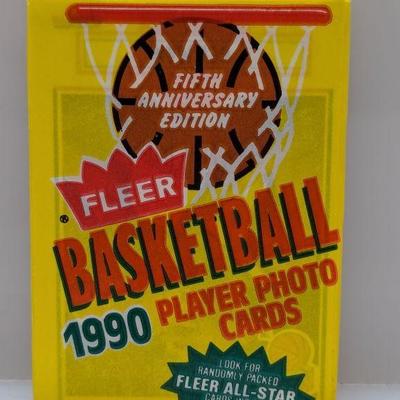 FIFTH
ANNIVERSARY
EDITION
FLEER
®
BASKETBALL
1990 PLAYER PHOTO
CARDS
LOOK FOR
RANDOMLY PACKED
FLEER ALL-STAR